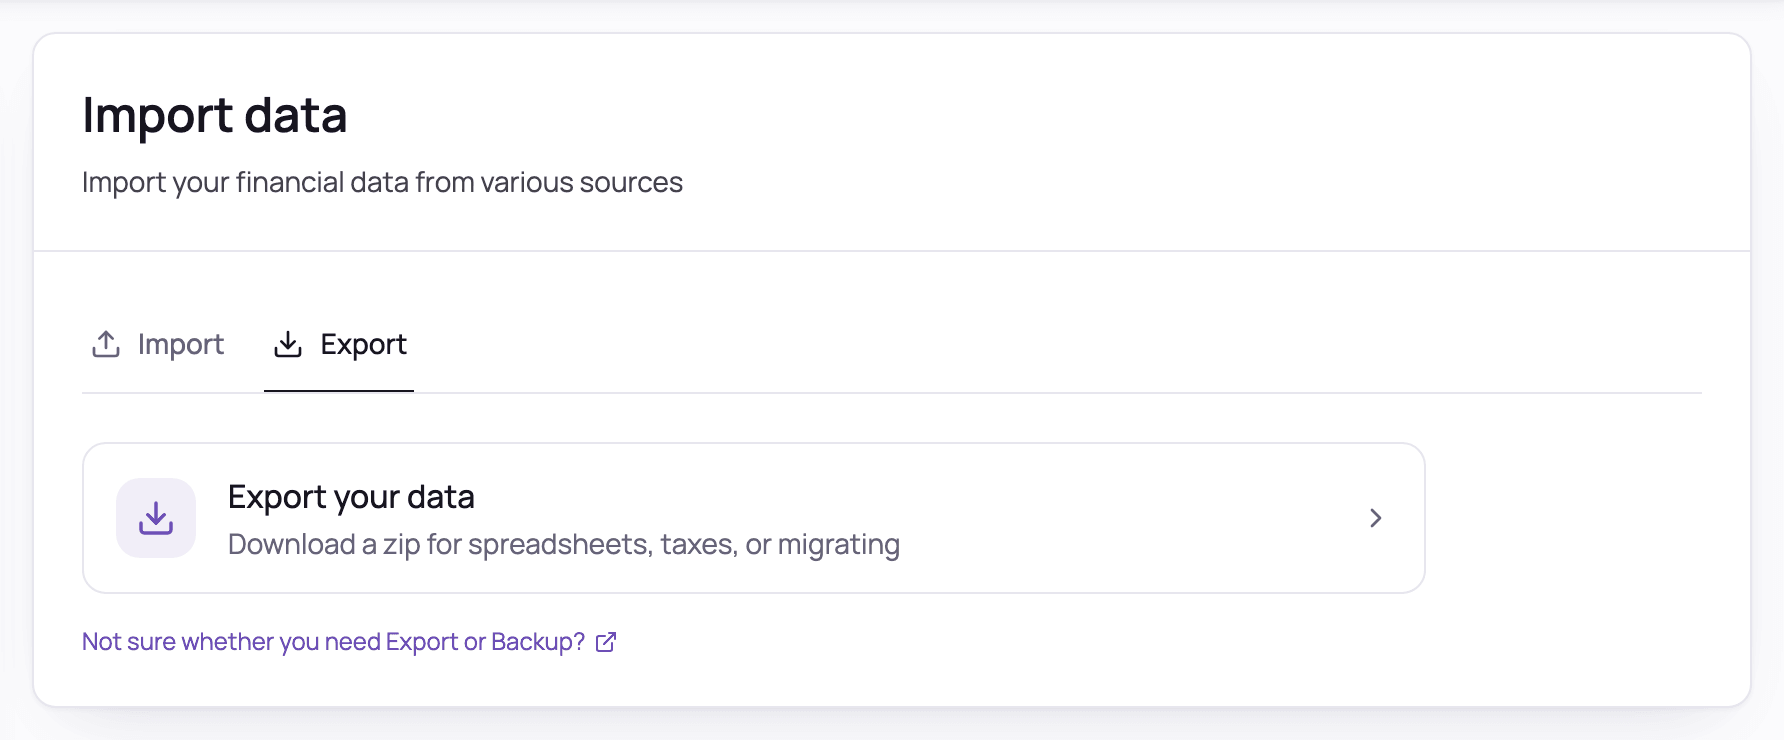 Import data
Import your financial data from various sources
Import
Export
Export your data
Download a zip for spreadsheets, taxes, or migrating
Not sure whether you need Export or Backup?